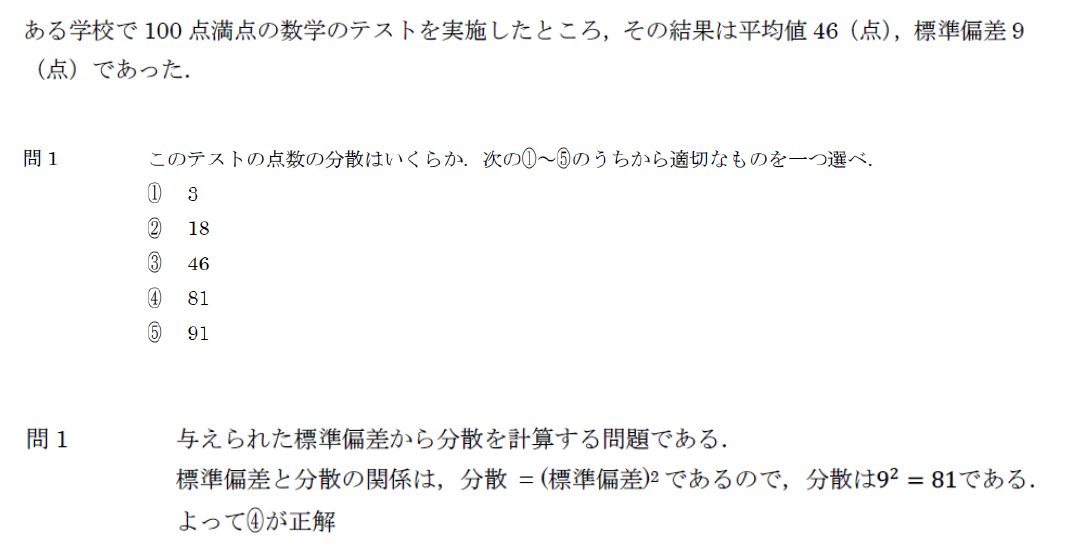 ある学校で 100 点満点の数学のテストを実施したところ，その結果は平均値 46（点），標準偏差 9
（点）であった．
問 1 このテストの点数の分散はいくらか．次の①～⑤のうちから適切なものを一つ選べ．
① 3
② 18
③ 46
④ 81
⑤ 91
問 1 与えられた標準偏差から分散を計算する問題である．
標準偏差と分散の関係は，分散 ＝(標準偏差)² であるので，分散は9² = 81である．
よって④が正解